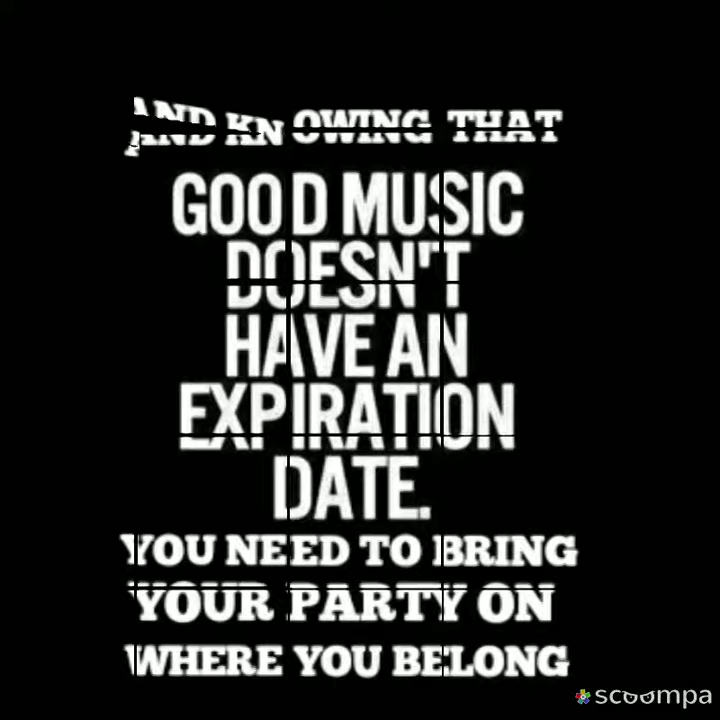 AND KNOWING THAT
GOOD MUSIC
DOESN'T
HAVE AN
EXPIRATION
DATE.
YOU NEED TO BRING
YOUR PARTY ON
WHERE YOU BELONG
scoompa